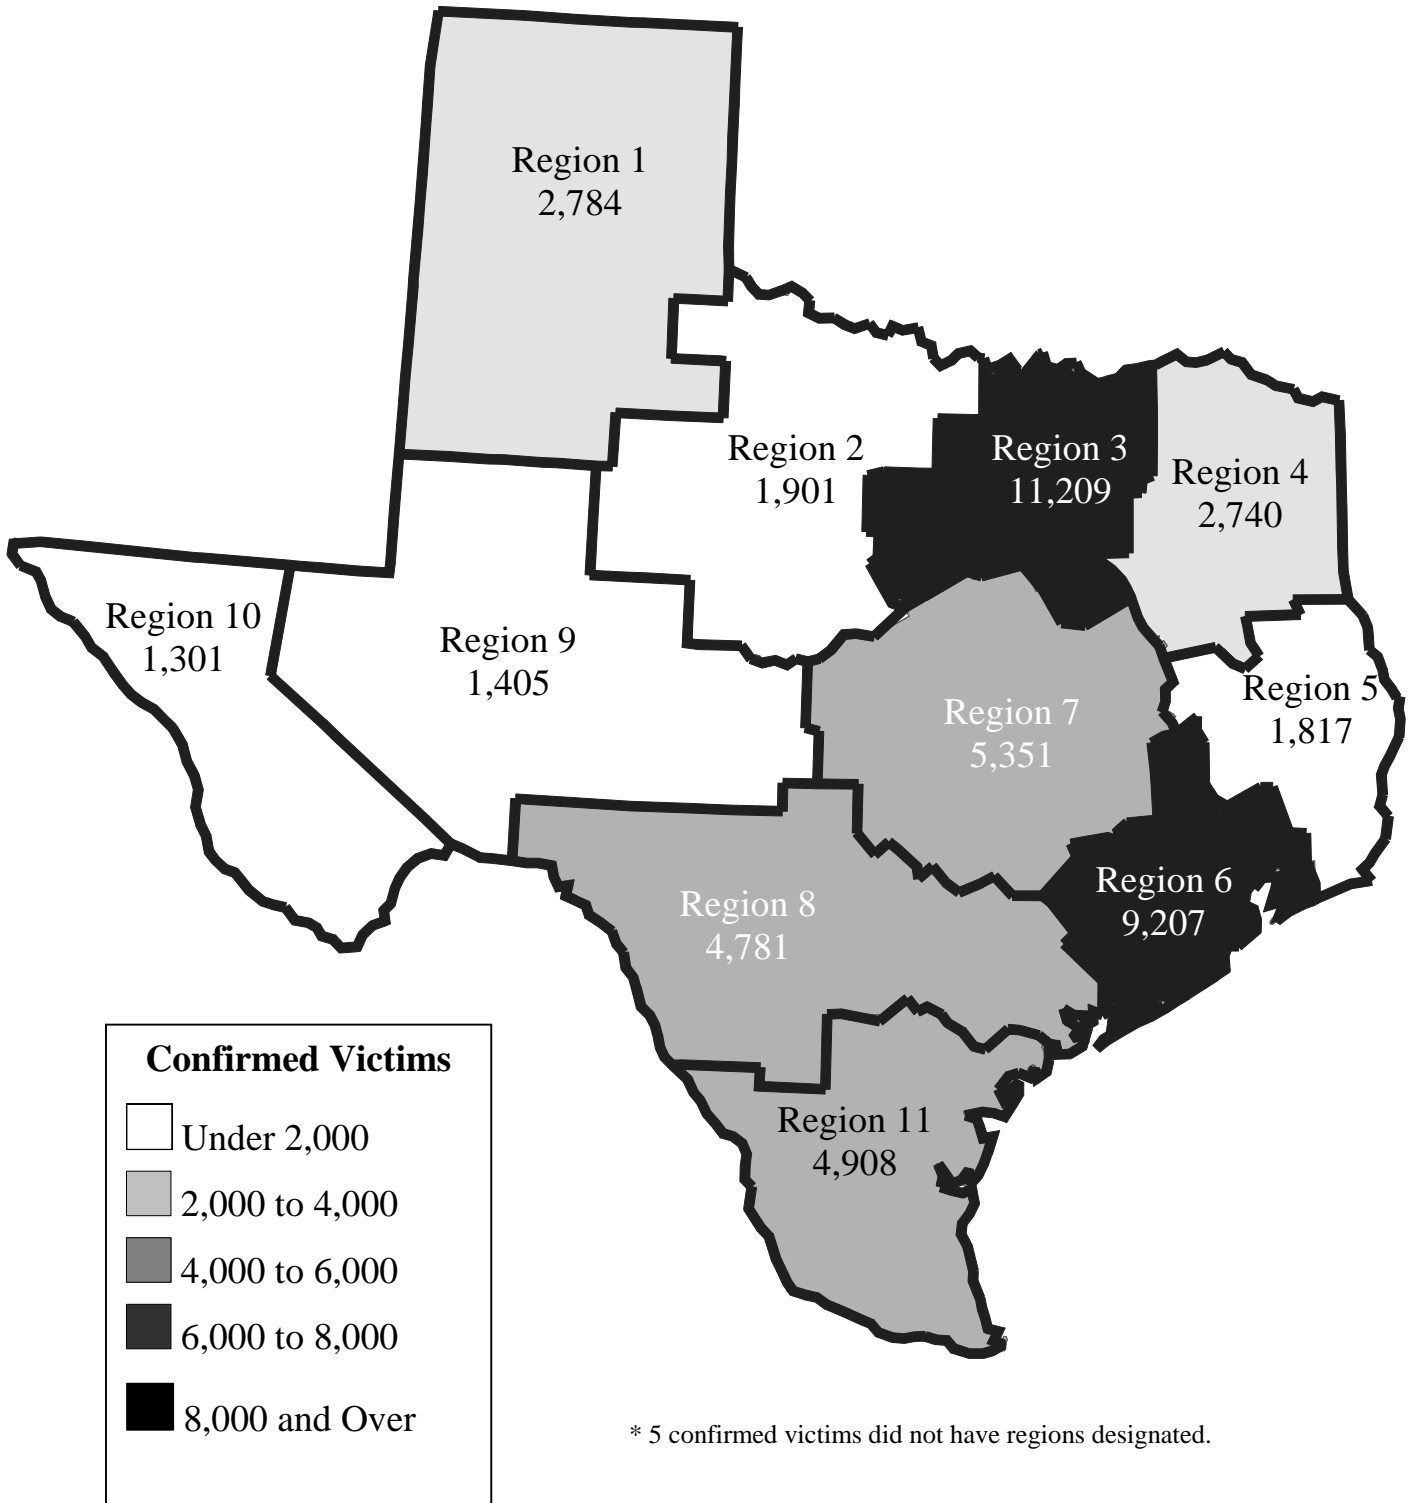 Region 1
2,784
Region 2
1,901
Region 3
11,209
Region 4
2,740
Region 10
1,301
Region 9
1,405
Region 7
5,351
Region 5
1,817
Region 8
4,781
Region 6
9,207
Region 11
4,908
Confirmed Victims
Under 2,000
2,000 to 4,000
4,000 to 6,000
6,000 to 8,000
8,000 and Over
* 5 confirmed victims did not have regions designated.